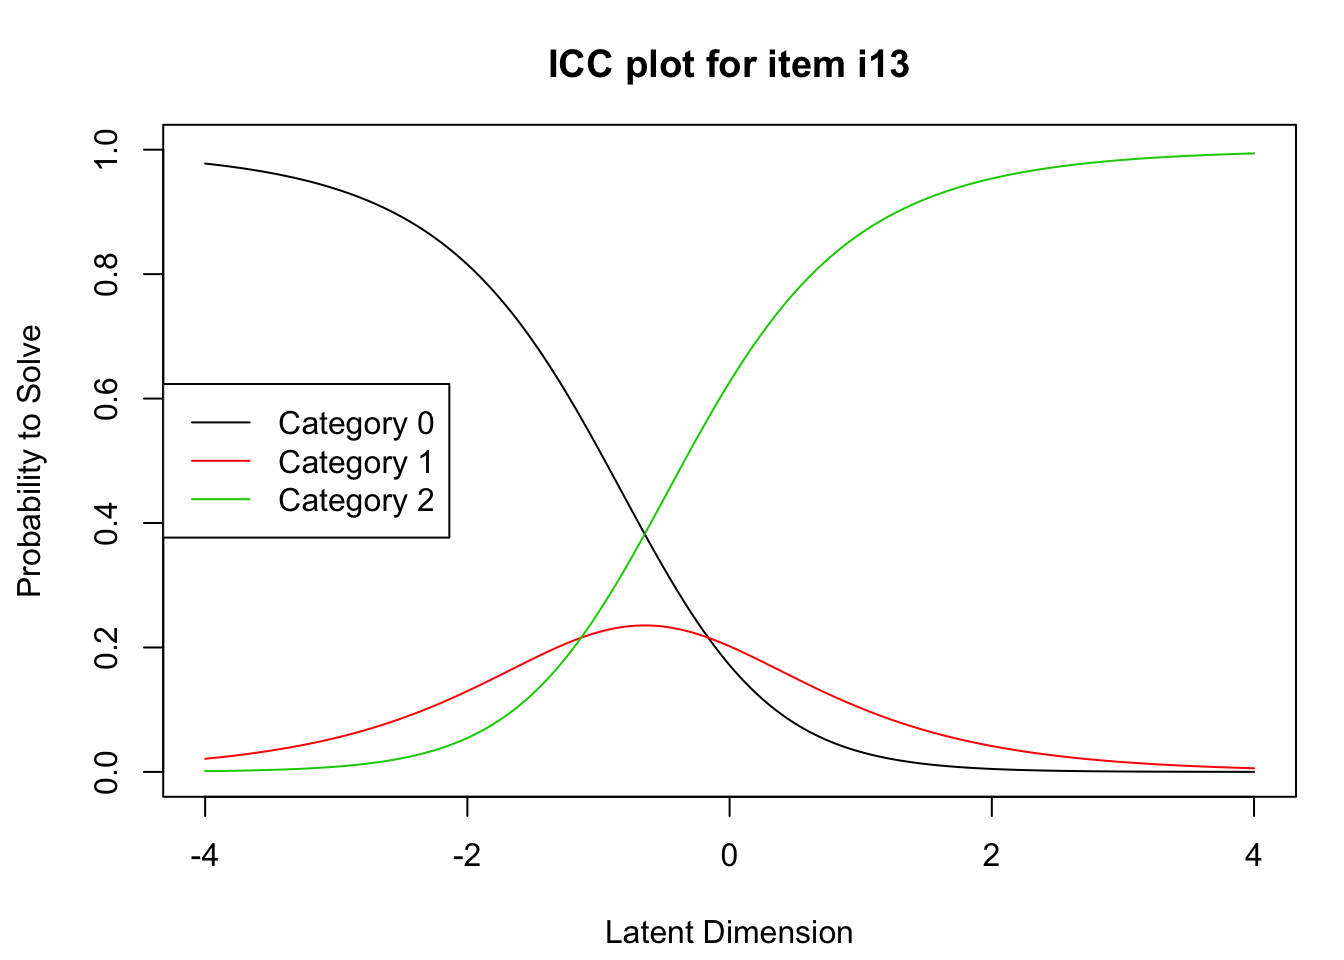 ICC plot for item i13
Probability to Solve
1.0
0.8
0.6
0.4
0.2
0.0
Category 0
Category 1
Category 2
-4 -2 0 2 4
Latent Dimension